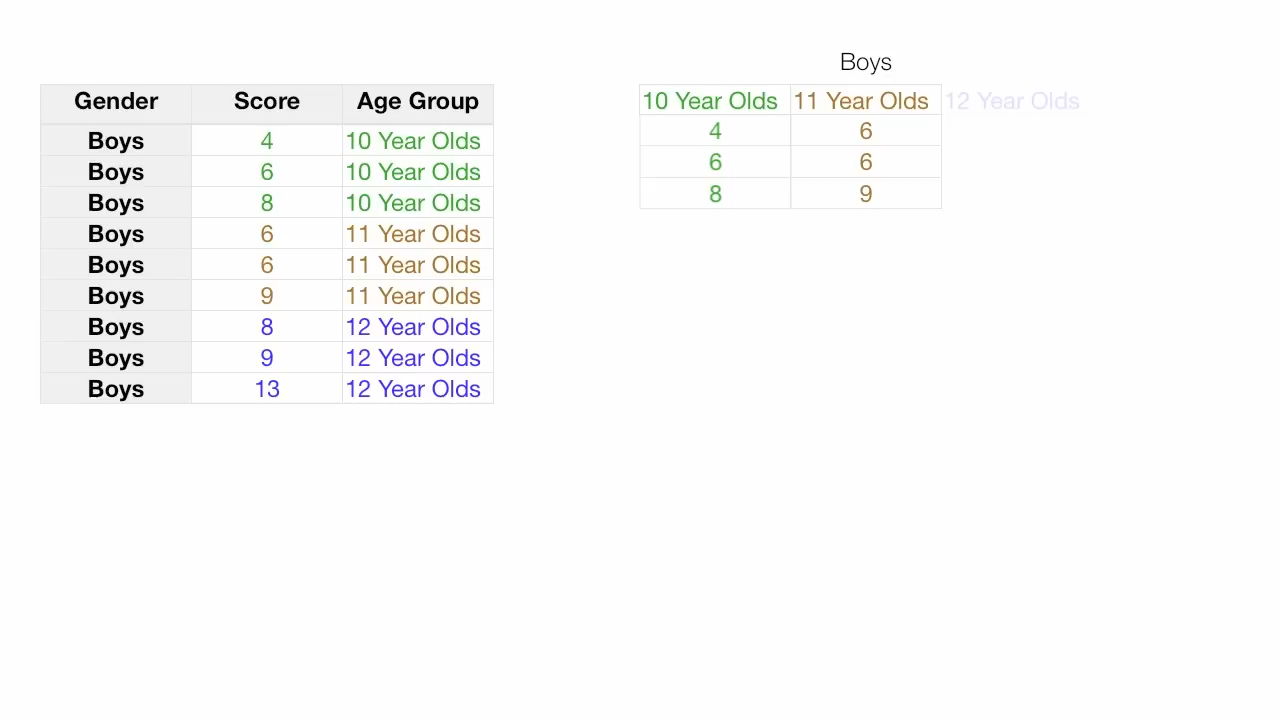 Gender Score Age Group
Boys 4 10 Year Olds
Boys 6 10 Year Olds
Boys 8 10 Year Olds
Boys 6 11 Year Olds
Boys 6 11 Year Olds
Boys 9 11 Year Olds
Boys 8 12 Year Olds
Boys 9 12 Year Olds
Boys 13 12 Year Olds
Boys
10 Year Olds 11 Year Olds 12 Year Olds
4 6
6 6
8 9